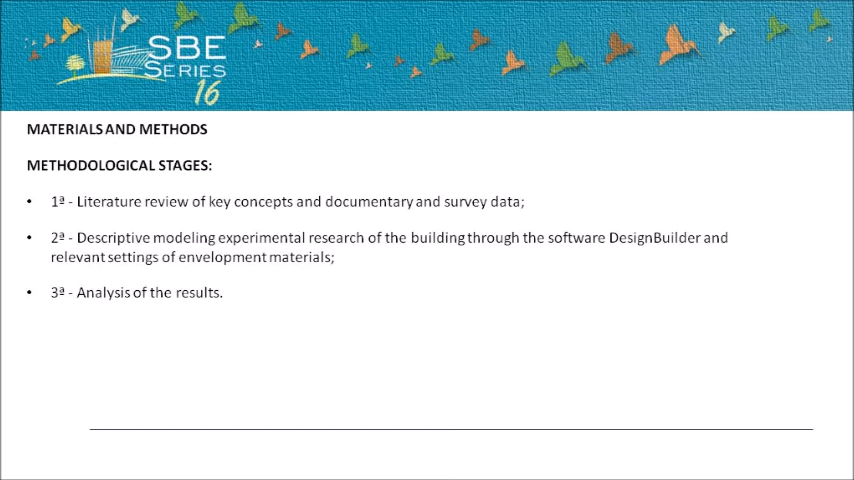 SBE
SERIES
16
MATERIALS AND METHODS
METHODOLOGICAL STAGES:
• 1ª - Literature review of key concepts and documentary and survey data;
• 2ª - Descriptive modeling experimental research of the building through the software DesignBuilder and
relevant settings of envelopment materials;
• 3ª - Analysis of the results.